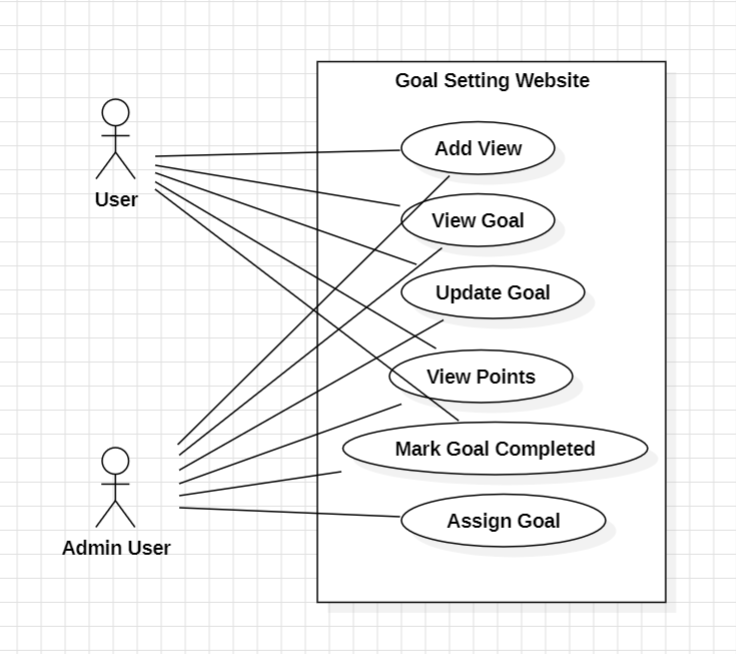 Goal Setting Website
Add View
User
View Goal
Update Goal
View Points
Mark Goal Completed
Assign Goal
Admin User